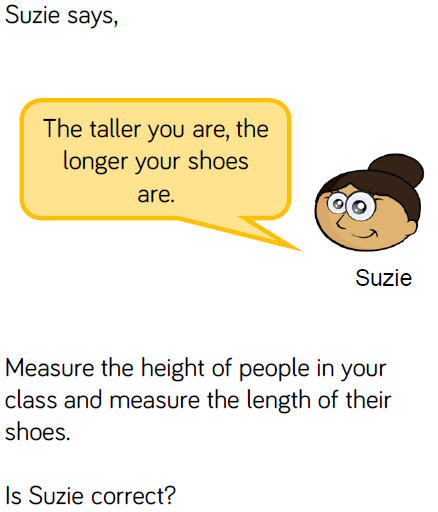 Suzie says,
The taller you are, the
longer your shoes
are.
Suzie
Measure the height of people in your
class and measure the length of their
shoes.
Is Suzie correct?